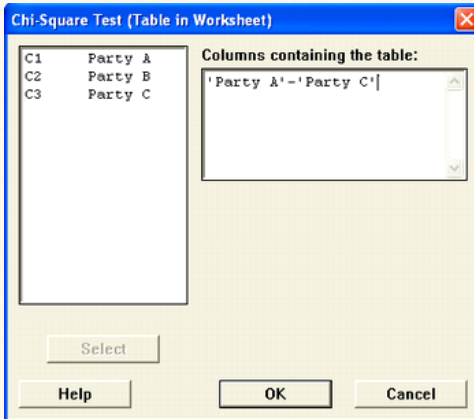 Chi-Square Test (Table in Worksheet)
C1 Party A
C2 Party B
C3 Party C
Columns containing the table:
'Party A'-'Party C'
Select
Help
OK
Cancel